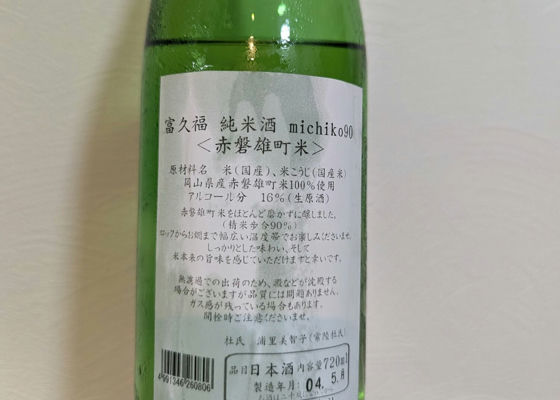 富久福 純米酒 michiko90
＜赤磐雄町米＞
原材料名 米(国産)、米こうじ(国産米)
岡山県産赤磐雄町米100％使用
アルコール分 16％(生原酒)
赤磐雄町米をほとんど磨かずに醸しました。
(精米歩合90％)
ロックからお燗まで幅広い温度帯でお楽しみくださいませ。
しっかりとした味わい、そして
米本来の旨味を感じていただけますと幸いです。
無濾過での出荷のため、澱などが沈殿する
場合がございますが品質には問題ありません。
ガス感が残っている場合もあります。
開栓時ご注意くださいませ。
杜氏 浦里美智子(常陸杜氏)
品目 日本酒 内容量 720ml
製造年月 04.5.月
4991346260806